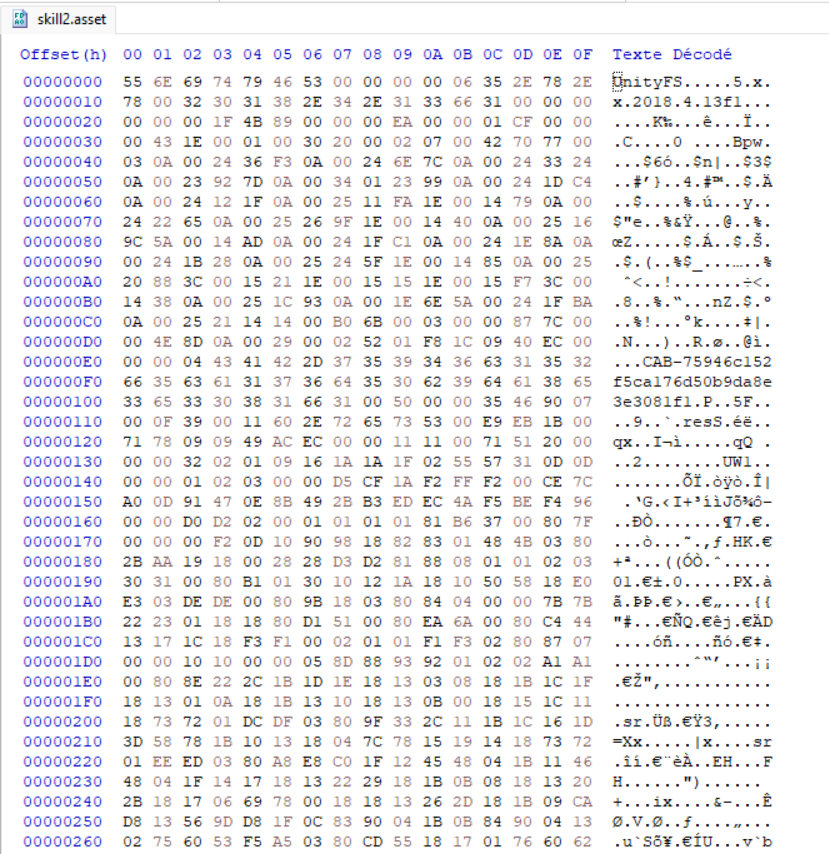 skill2.asset
Offset(h) 00 01 02 03 04 05 06 07 08 09 0A 0B 0C 0D 0E 0F Texte Décodé
00000000 55 6E 69 74 79 46 53 00 00 00 00 06 35 2E 78 2E UnityFS.....5.x.
00000010 78 00 32 30 31 38 2E 34 2E 31 33 66 31 00 00 00 x.2018.4.13f1...
00000020 00 00 00 1F 4B 89 00 00 00 EA 00 00 01 CF 00 00 ....K‰...ê...Ï..
00000030 00 43 1E 00 01 00 30 20 00 02 07 00 42 70 77 00 .C....0 ....Bpw.
00000040 03 0A 00 24 36 F3 0A 00 24 6E 7C 0A 00 24 33 24 ...$6ó..$n|..$3$
00000050 0A 00 23 92 7D 0A 00 34 01 23 99 0A 00 24 1D C4 ..#’}..4.#™..$.Ä
00000060 0A 00 24 12 1F 0A 00 25 11 FA 1E 00 14 79 0A 00 ..$....%.ú...y..
00000070 24 22 65 0A 00 25 26 9F 1E 00 14 40 0A 00 25 16 $"e..%&Ÿ...@..%.
00000080 9C 5A 00 14 AD 0A 00 24 1F C1 0A 00 24 1E 8A 0A œZ.....$.Á..$.Š.
00000090 00 24 1B 28 0A 00 25 24 5F 1E 00 14 85 0A 00 25 .$.(..%$_...…..%
000000A0 20 88 3C 00 15 21 1E 00 15 15 1E 00 15 F7 3C 00 ˆ<..!.......÷<.
000000B0 14 38 0A 00 25 1C 93 0A 00 1E 6E 5A 00 24 1F BA .8..%.“...nZ.$.º
000000C0 0A 00 25 21 14 14 00 B0 6B 00 03 00 00 87 7C 00 ..%!...°k....‡|.
000000D0 00 4E 8D 0A 00 29 00 02 52 01 F8 1C 09 40 EC 00 .N...)..R.ø..@ì.
000000E0 00 00 04 43 41 42 2D 37 35 39 34 36 63 31 35 32 ...CAB-75946c152
000000F0 66 35 63 61 31 37 36 64 35 30 62 39 64 61 38 65 f5ca176d50b9da8e
00000100 33 65 33 30 38 31 66 31 00 50 00 00 35 46 90 07 3e3081f1.P..5F..
00000110 00 0F 39 00 11 60 2E 72 65 73 53 00 E9 EB 1B 00 ..9..`.resS.éë..
00000120 71 78 09 09 49 AC EC 00 00 11 11 00 71 51 20 00 qx..I¬ì.....qQ .
00000130 00 00 32 02 01 09 16 1A 1A 1F 02 55 57 31 0D 0D ..2........UW1..
00000140 00 00 01 02 03 00 00 D5 CF 1A F2 FF F2 00 CE 7C .......ÕÏ.òÿò.Î|
00000150 A0 0D 91 47 0E 8B 49 2B B3 ED EC 4A F5 BE F4 96 .‘G.‹I+³íìJõ¾ô–
00000160 00 00 D0 D2 02 00 01 01 01 01 81 B6 37 00 80 7F ..ÐÒ.......¶7.€.
00000170 00 00 00 F2 0D 10 90 98 18 82 83 01 48 4B 03 80 ...ò...˜.‚ƒ.HK.€
00000180 2B AA 19 18 00 28 28 D3 D2 81 88 08 01 01 02 03 +ª...((ÓÒ.ˆ.....
00000190 30 31 00 80 B1 01 30 10 12 1A 18 10 50 58 18 E0 01.€±.0.....PX.à
000001A0 E3 03 DE DE 00 80 9B 18 03 80 84 04 00 00 7B 7B ã.ÞÞ.€›..€„...{{
000001B0 22 23 01 18 18 80 D1 51 00 80 EA 6A 00 80 C4 44 "#...€ÑQ.€êj.€ÄD
000001C0 13 17 1C 18 F3 F1 00 02 01 01 F1 F3 02 80 87 07 ....óñ....ñó.€‡.
000001D0 00 00 10 10 00 00 05 8D 88 93 92 01 02 02 A1 A1 ........ˆ“’...¡¡
000001E0 00 80 8E 22 2C 1B 1D 1E 18 13 03 08 18 1B 1C 1F .€Ž",...........
000001F0 18 13 01 0A 18 1B 13 10 18 13 0B 00 18 15 1C 11 ................
00000200 18 73 72 01 DC DF 03 80 9F 33 2C 11 1B 1C 16 1D .sr.Üß.€Ÿ3,.....
00000210 3D 58 78 1B 10 13 18 04 7C 78 15 19 14 18 73 72 =Xx.....|x....sr
00000220 01 EE ED 03 80 A8 E8 C0 1F 12 45 48 04 1B 11 46 .îí.€¨èÀ..EH...F
00000230 48 04 1F 14 17 18 13 22 29 18 1B 0B 08 18 13 20 H......")......
00000240 2B 18 17 06 69 78 00 18 18 13 26 2D 18 1B 09 CA +...ix....&-...Ê
00000250 D8 13 56 9D D8 1F 0C 83 90 04 1B 0B 84 90 04 13 Ø.V.Ø..ƒ....„...
00000260 02 75 60 53 F5 A5 03 80 CD 55 18 17 01 76 60 62 .u`Sõ¥.€ÍU...v`b